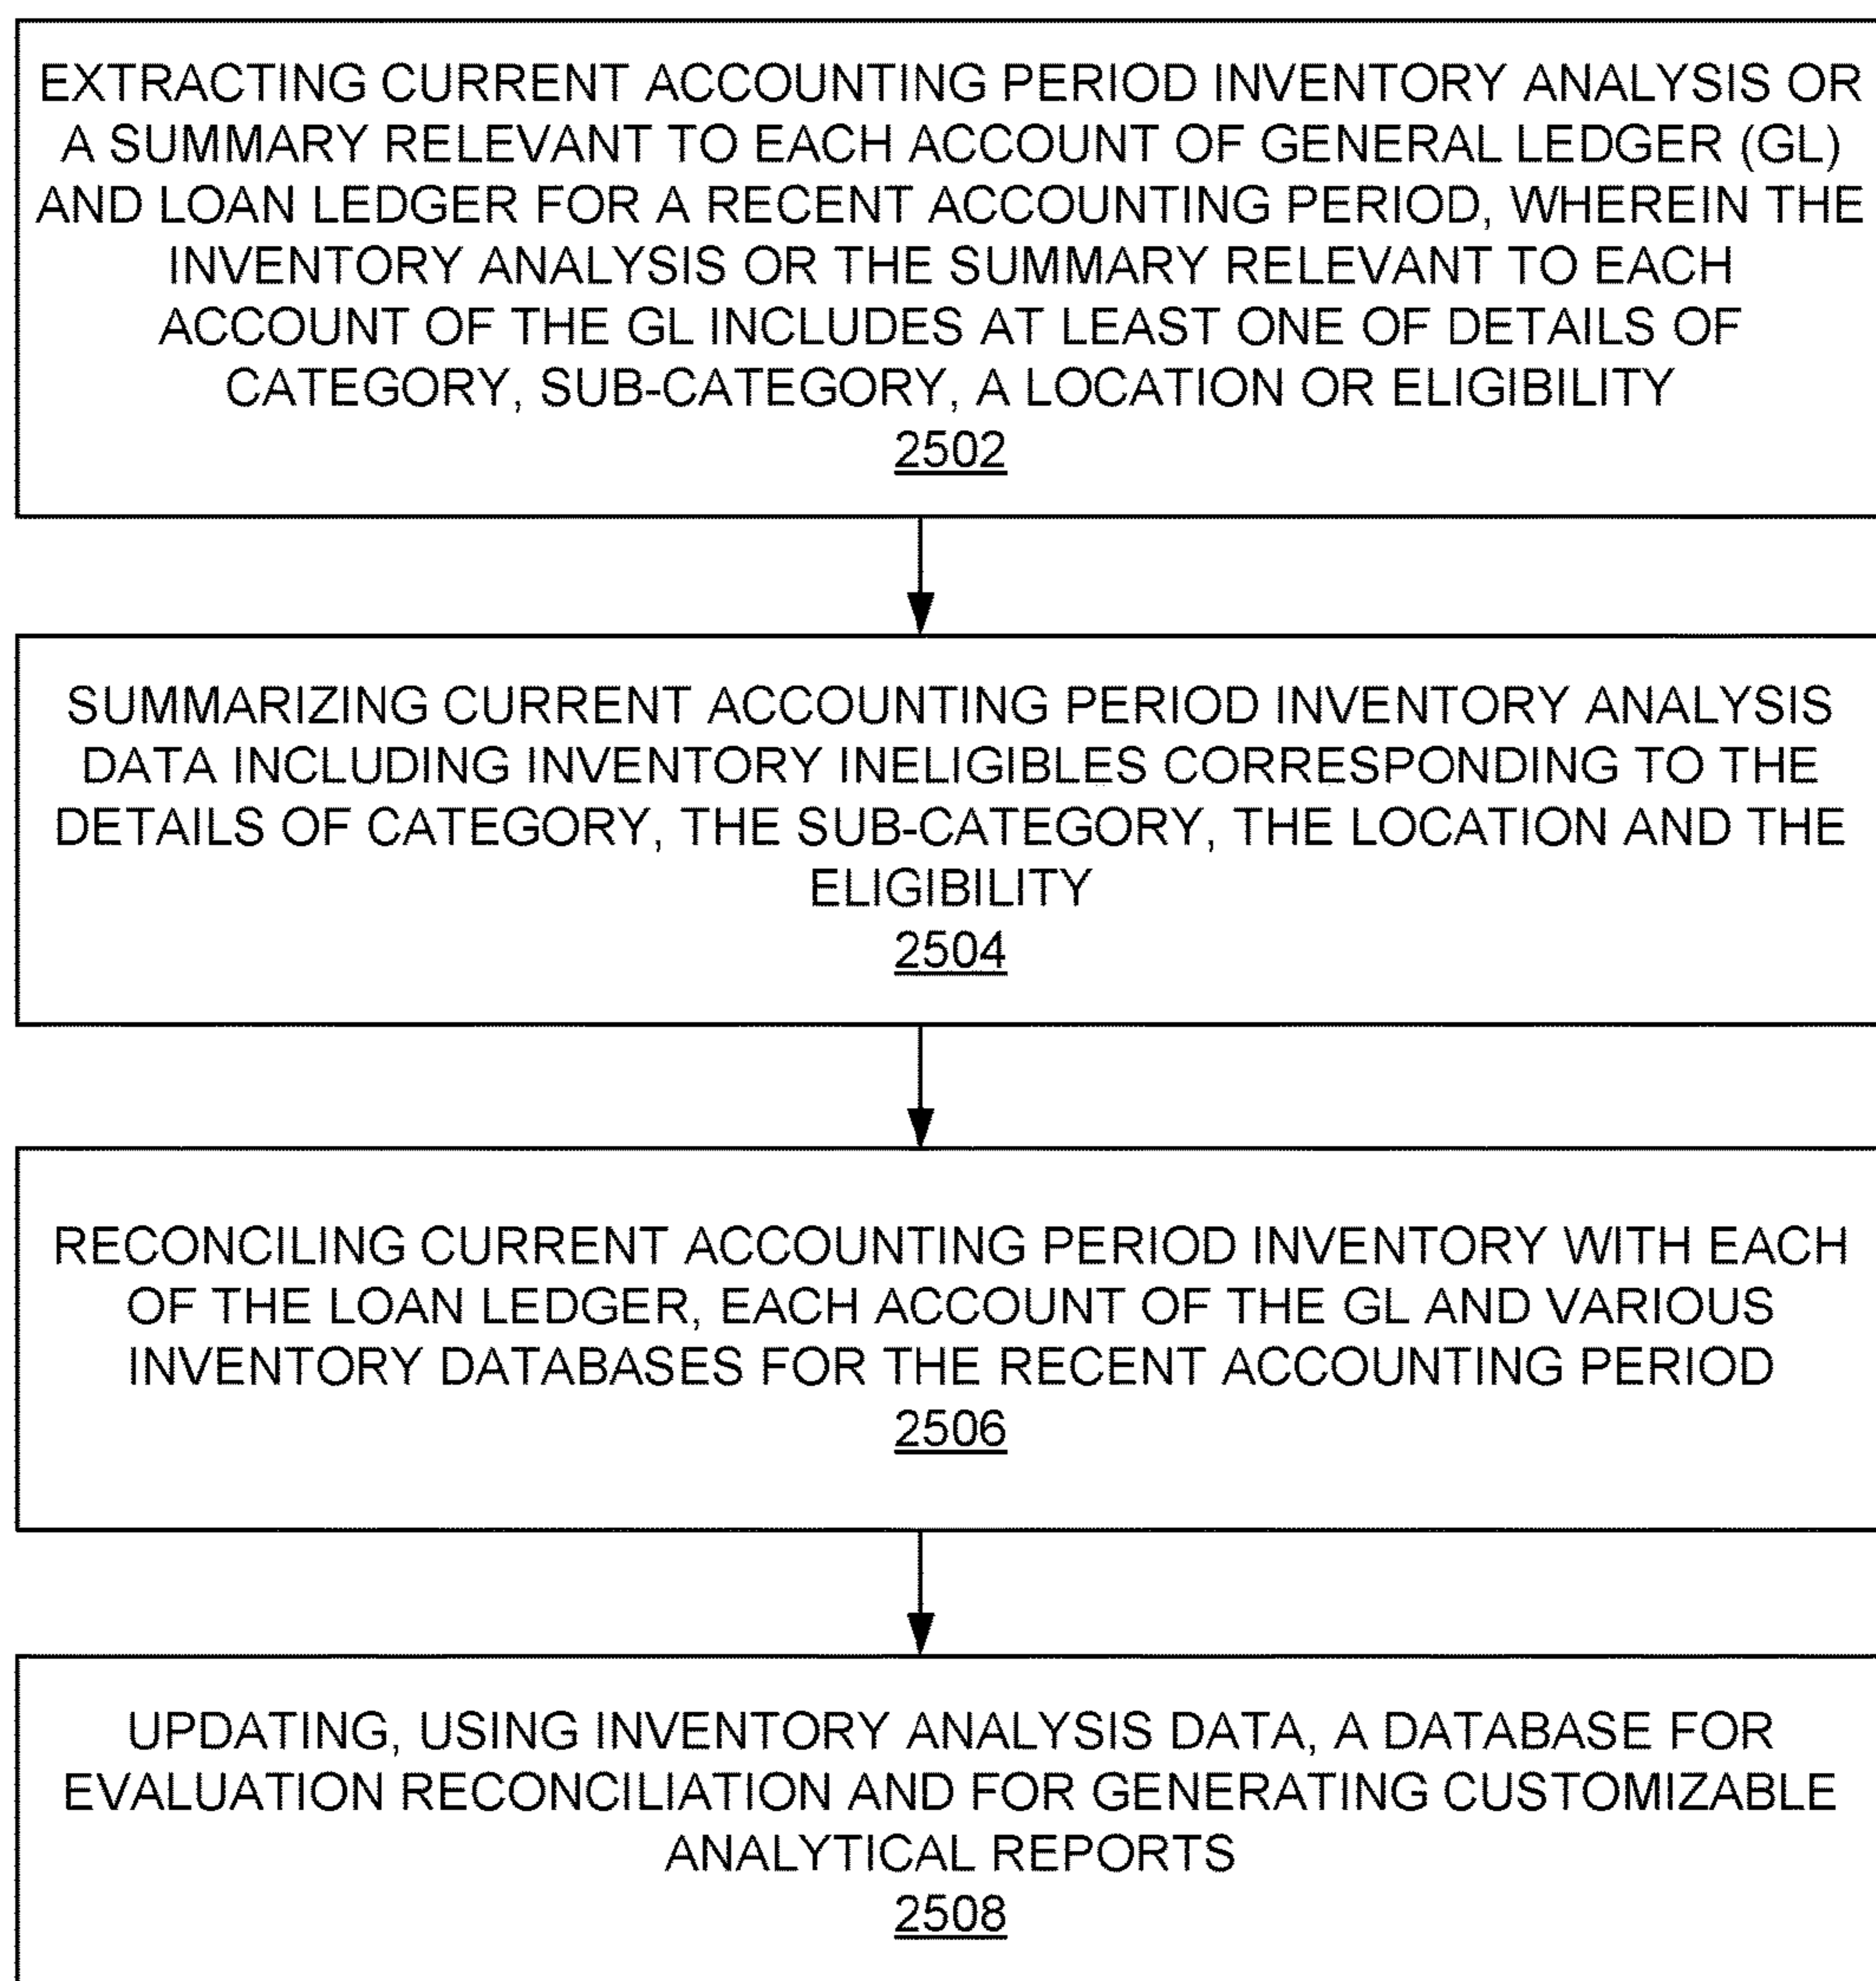 EXTRACTING CURRENT ACCOUNTING PERIOD INVENTORY ANALYSIS OR
A SUMMARY RELEVANT TO EACH ACCOUNT OF GENERAL LEDGER (GL)
AND LOAN LEDGER FOR A RECENT ACCOUNTING PERIOD, WHEREIN THE
INVENTORY ANALYSIS OR THE SUMMARY RELEVANT TO EACH
ACCOUNT OF THE GL INCLUDES AT LEAST ONE OF DETAILS OF
CATEGORY, SUB-CATEGORY, A LOCATION OR ELIGIBILITY
2502
SUMMARIZING CURRENT ACCOUNTING PERIOD INVENTORY ANALYSIS
DATA INCLUDING INVENTORY INELIGIBLES CORRESPONDING TO THE
DETAILS OF CATEGORY, THE SUB-CATEGORY, THE LOCATION AND THE
ELIGIBILITY
2504
RECONCILING CURRENT ACCOUNTING PERIOD INVENTORY WITH EACH
OF THE LOAN LEDGER, EACH ACCOUNT OF THE GL AND VARIOUS
INVENTORY DATABASES FOR THE RECENT ACCOUNTING PERIOD
2506
UPDATING, USING INVENTORY ANALYSIS DATA, A DATABASE FOR
EVALUATION RECONCILIATION AND FOR GENERATING CUSTOMIZABLE
ANALYTICAL REPORTS
2508